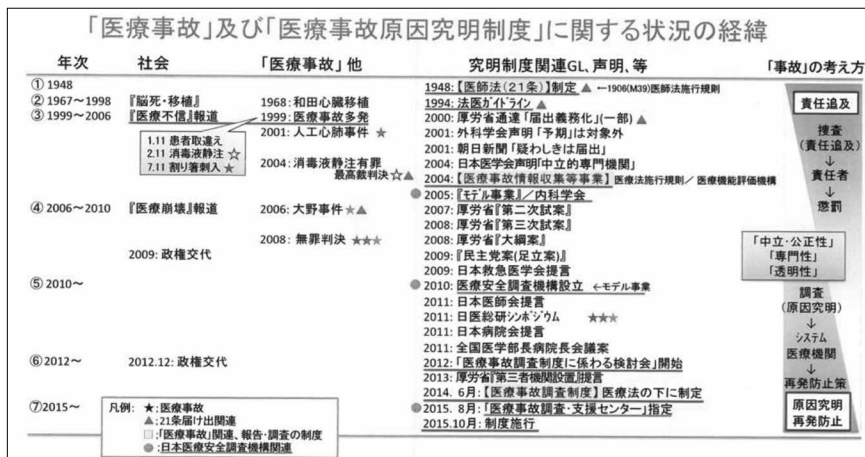 「医療事故」及び「医療事故原因究明制度」に関する状況の経緯
年次 社会 「医療事故」他 究明制度関連GL、声明、等 「事故」の考え方
①1948 1948:【医師法(21条)】制定 ▲ ←1906(M39)医師法施行規則
②1967~1998 『脳死・移植』 1968:和田心臓移植 1994:法医ガイドライン ▲ 責任追及
③1999~2006 『医療不信』報道 1999:医療事故多発 2000:厚労省通達「届出義務化」(一部) ▲
1.11 患者取違え
2.11 消毒液静注 ☆
7.11 割り箸刺入 ★
2001:人工心肺事件 ★ 2001:外科学会声明「予期」は対象外 捜査
2001:朝日新聞「疑わしきは届出」 (責任追及)
2004:消毒液静注有罪 2004:日本医学会声明「中立的専門機関」 ↓
最高裁判決☆▲ 2004:【医療事故情報収集等事業】医療法施行規則/医療機能評価機構 責任者
●2005:『モデル事業』/内科学会 ↓
④2006~2010 『医療崩壊』報道 2006:大野事件★▲ 2007:厚労省『第二次試案』 懲罰
2008:厚労省『第三次試案』
2008:無罪判決 ★★★ 2008:厚労省『大綱案』
2009:政権交代 2009:『民主党案(足立案)』
「中立・公正性」
「専門性」
「透明性」
2009:日本救急医学会提言
⑤2010~ ●2010:医療安全調査機構設立 ←モデル事業
2011:日本医師会提言 調査
2011:日医総研シンポジウム ★★★ (原因究明)
2011:日本病院会提言 ↓
2011:全国医学部長病院長会議案 システム
⑥2012~ 2012.12:政権交代 2012:「医療事故調査制度に係わる検討会」開始 医療機関
2013:厚労省『第三者機関設置』提言 ↓
2014. 6月:【医療事故調査制度】医療法の下に制定 再発防止策
⑦2015~ ●2015. 8月:「医療事故調査・支援センター」指定 原因究明
2015.10月:制度施行 再発防止
凡例: ★;医療事故
▲;21条届け出関連
□;「医療事故」関連、報告・調査の制度
●;日本医療安全調査機構関連